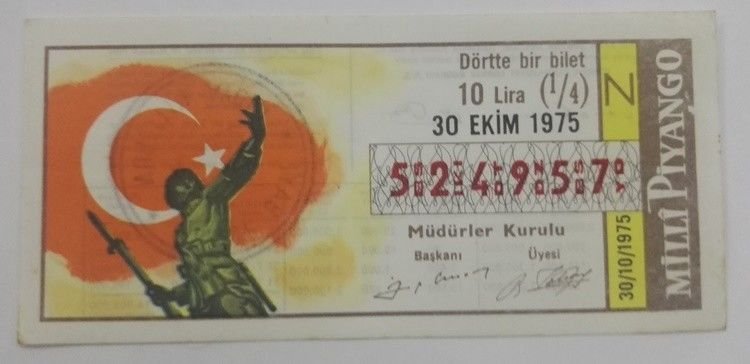 Dörtte bir bilet
10 Lira (1/4)
30 EKİM 1975
524957
Müdürler Kurulu
Başkanı Üyesi
Z
30/10/1975
MİLLÎ PİYANGO